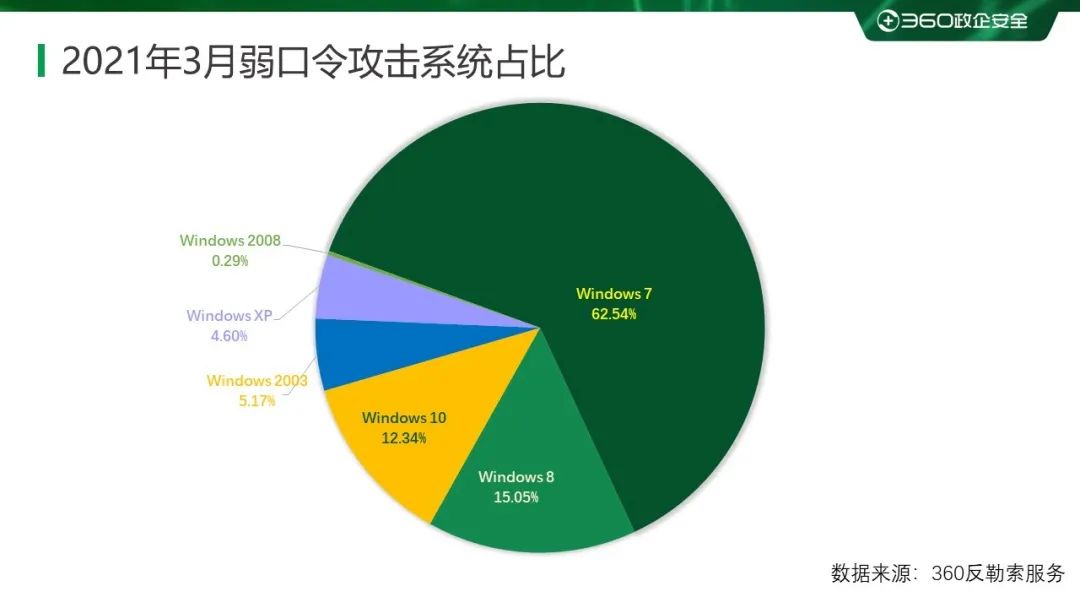 360政企安全
2021年3月弱口令攻击系统占比
Windows 2008
0.29%
Windows XP
4.60%
Windows 2003
5.17%
Windows 10
12.34%
Windows 8
15.05%
Windows 7
62.54%
数据来源：360反勒索服务